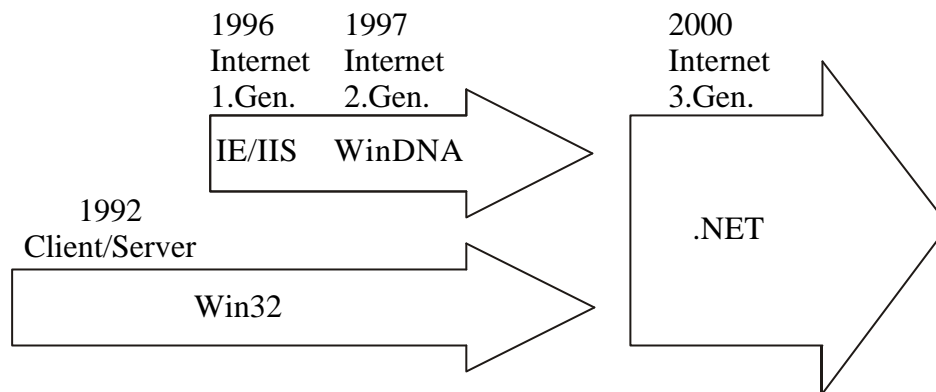 1996
Internet
1.Gen.
1997
Internet
2.Gen.
2000
Internet
3.Gen.
IE/IIS
WinDNA
1992
Client/Server
.NET
Win32